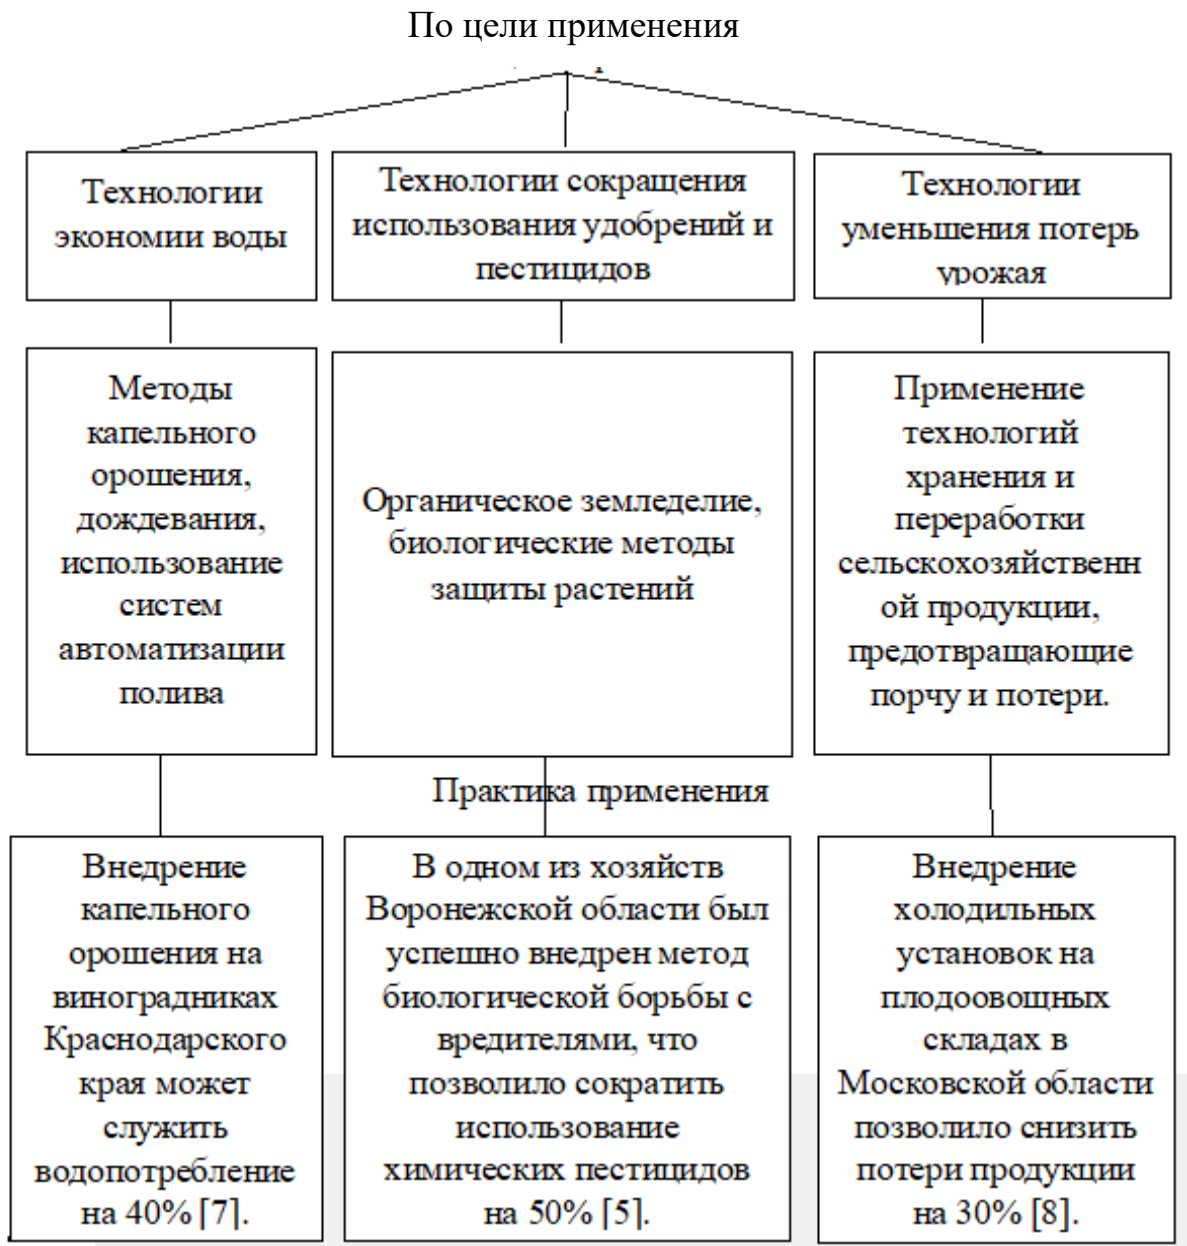 По цели применения
Технологии
экономии воды
Технологии сокращения
использования удобрений и
пестицидов
Технологии
уменьшения потерь
урожая
Методы
капельного
орошения,
дождевания,
использование
систем
автоматизации
полива
Органическое земледелие,
биологические методы
защиты растений
Применение
технологий
хранения и
переработки
сельскохозяйственн
ой продукции,
предотвращающие
порчу и потери.
Практика применения
Внедрение
капельного
орошения на
виноградниках
Краснодарского
края может
служить
водопотребление
на 40% [7].
В одном из хозяйств
Воронежской области был
успешно внедрен метод
биологической борьбы с
вредителями, что
позволило сократить
использование
химических пестицидов
на 50% [5].
Внедрение
холодильных
установок на
плодоовощных
складах в
Московской области
позволило снизить
потери продукции
на 30% [8].